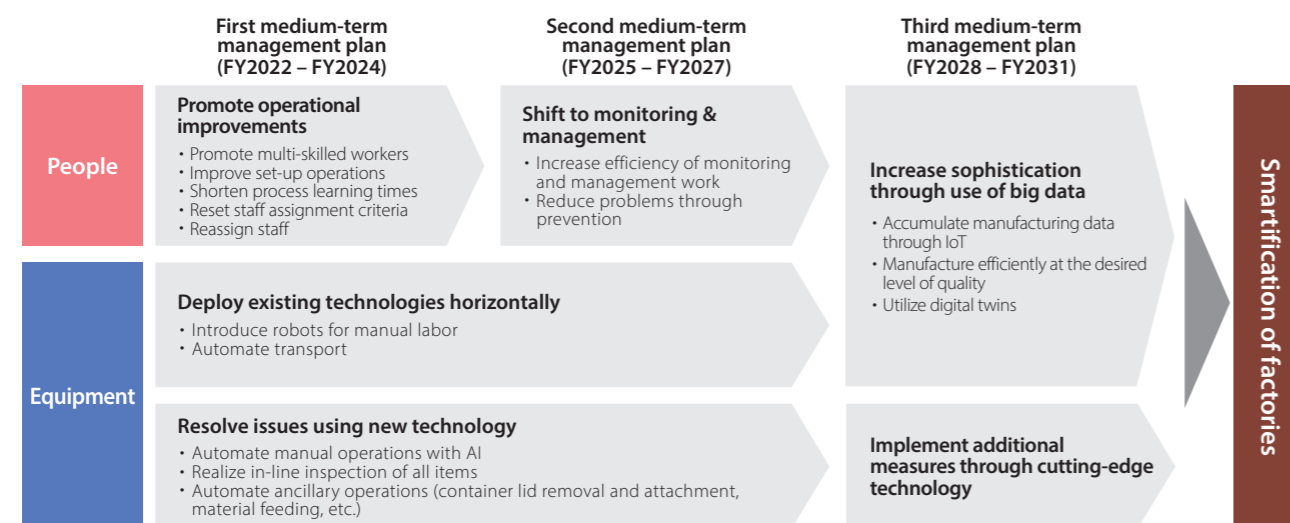 First medium-term
management plan
(FY2022 – FY2024)
Second medium-term
management plan
(FY2025 – FY2027)
Third medium-term
management plan
(FY2028 – FY2031)
People
Promote operational
improvements
・Promote multi-skilled workers
・Improve set-up operations
・Shorten process learning times
・Reset staff assignment criteria
・Reassign staff
Shift to monitoring &
management
・Increase efficiency of monitoring
and management work
・Reduce problems through
prevention
Increase sophistication
through use of big data
・Accumulate manufacturing data
through IoT
・Manufacture efficiently at the desired
level of quality
・Utilize digital twins
Equipment
Deploy existing technologies horizontally
・Introduce robots for manual labor
・Automate transport
Resolve issues using new technology
・Automate manual operations with AI
・Realize in-line inspection of all items
・Automate ancillary operations (container lid removal and attachment,
material feeding, etc.)
Implement additional
measures through cutting-edge
technology
Smartification of factories